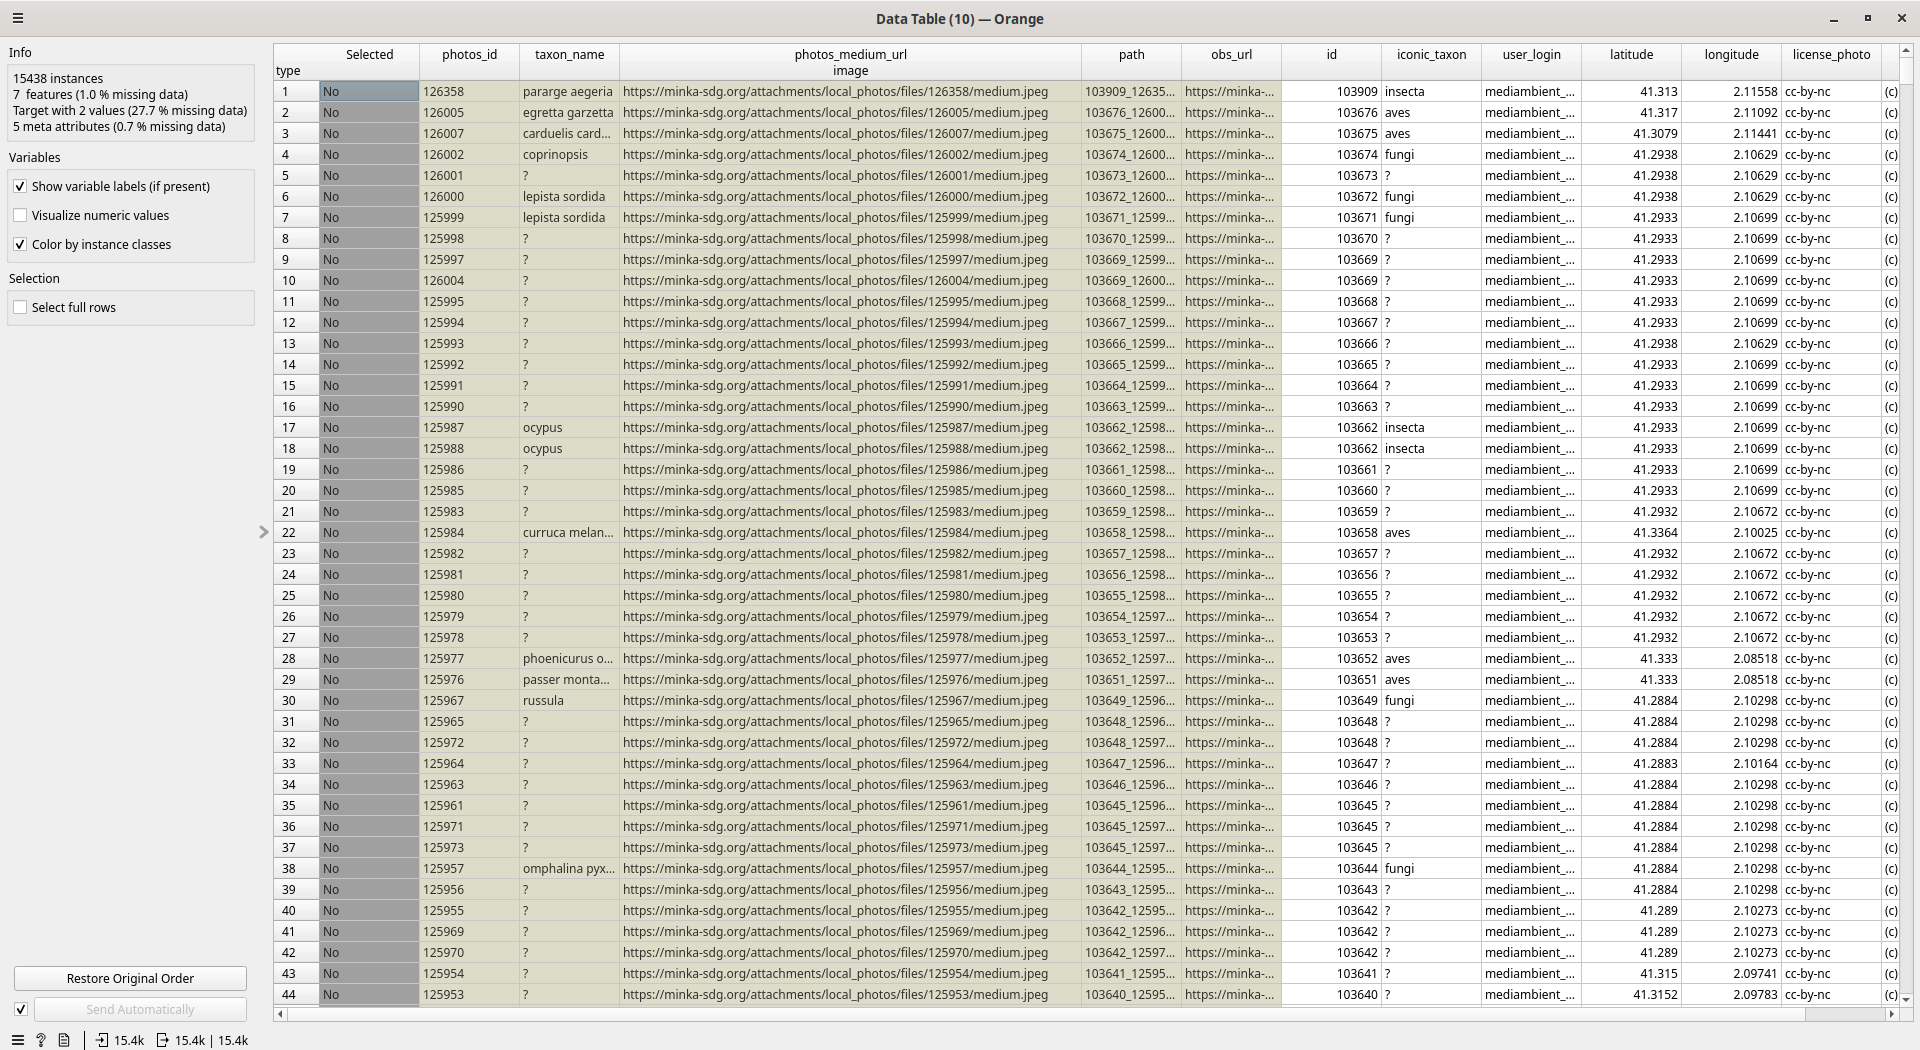 Data Table (10) — Orange
Info
15438 instances
7 features (1.0 % missing data)
Target with 2 values (27.7 % missing data)
5 meta attributes (0.7 % missing data)
Variables
Show variable labels (if present)
Visualize numeric values
Color by instance classes
Selection
Select full rows
Restore Original Order
Send Automatically
15.4k
15.4k | 15.4k
Selected photos_id taxon_name photos_medium_url path obs_url id iconic_taxon user_login latitude longitude license_photo
type image
1 No 126358 pararge aegeria https://minka-sdg.org/attachments/local_photos/files/126358/medium.jpeg 103909_12635... https://minka-... 103909 insecta mediambient_... 41.313 2.11558 cc-by-nc (c)
2 No 126005 egretta garzetta https://minka-sdg.org/attachments/local_photos/files/126005/medium.jpeg 103676_12600... https://minka-... 103676 aves mediambient_... 41.317 2.11092 cc-by-nc (c)
3 No 126007 carduelis card... https://minka-sdg.org/attachments/local_photos/files/126007/medium.jpeg 103675_12600... https://minka-... 103675 aves mediambient_... 41.3079 2.11441 cc-by-nc (c)
4 No 126002 coprinopsis https://minka-sdg.org/attachments/local_photos/files/126002/medium.jpeg 103674_12600... https://minka-... 103674 fungi mediambient_... 41.2938 2.10629 cc-by-nc (c)
5 No 126001 ? https://minka-sdg.org/attachments/local_photos/files/126001/medium.jpeg 103673_12600... https://minka-... 103673 ? mediambient_... 41.2938 2.10629 cc-by-nc (c)
6 No 126000 lepista sordida https://minka-sdg.org/attachments/local_photos/files/126000/medium.jpeg 103672_12600... https://minka-... 103672 fungi mediambient_... 41.2938 2.10629 cc-by-nc (c)
7 No 125999 lepista sordida https://minka-sdg.org/attachments/local_photos/files/125999/medium.jpeg 103671_12599... https://minka-... 103671 fungi mediambient_... 41.2933 2.10699 cc-by-nc (c)
8 No 125998 ? https://minka-sdg.org/attachments/local_photos/files/125998/medium.jpeg 103670_12599... https://minka-... 103670 ? mediambient_... 41.2933 2.10699 cc-by-nc (c)
9 No 125997 ? https://minka-sdg.org/attachments/local_photos/files/125997/medium.jpeg 103669_12599... https://minka-... 103669 ? mediambient_... 41.2933 2.10699 cc-by-nc (c)
10 No 126004 ? https://minka-sdg.org/attachments/local_photos/files/126004/medium.jpeg 103669_12600... https://minka-... 103669 ? mediambient_... 41.2933 2.10699 cc-by-nc (c)
11 No 125995 ? https://minka-sdg.org/attachments/local_photos/files/125995/medium.jpeg 103668_12599... https://minka-... 103668 ? mediambient_... 41.2933 2.10699 cc-by-nc (c)
12 No 125994 ? https://minka-sdg.org/attachments/local_photos/files/125994/medium.jpeg 103667_12599... https://minka-... 103667 ? mediambient_... 41.2933 2.10699 cc-by-nc (c)
13 No 125993 ? https://minka-sdg.org/attachments/local_photos/files/125993/medium.jpeg 103666_12599... https://minka-... 103666 ? mediambient_... 41.2938 2.10629 cc-by-nc (c)
14 No 125992 ? https://minka-sdg.org/attachments/local_photos/files/125992/medium.jpeg 103665_12599... https://minka-... 103665 ? mediambient_... 41.2933 2.10699 cc-by-nc (c)
15 No 125991 ? https://minka-sdg.org/attachments/local_photos/files/125991/medium.jpeg 103664_12599... https://minka-... 103664 ? mediambient_... 41.2933 2.10699 cc-by-nc (c)
16 No 125990 ? https://minka-sdg.org/attachments/local_photos/files/125990/medium.jpeg 103663_12599... https://minka-... 103663 ? mediambient_... 41.2933 2.10699 cc-by-nc (c)
17 No 125987 ocypus https://minka-sdg.org/attachments/local_photos/files/125987/medium.jpeg 103662_12598... https://minka-... 103662 insecta mediambient_... 41.2933 2.10699 cc-by-nc (c)
18 No 125988 ocypus https://minka-sdg.org/attachments/local_photos/files/125988/medium.jpeg 103662_12598... https://minka-... 103662 insecta mediambient_... 41.2933 2.10699 cc-by-nc (c)
19 No 125986 ? https://minka-sdg.org/attachments/local_photos/files/125986/medium.jpeg 103661_12598... https://minka-... 103661 ? mediambient_... 41.2933 2.10699 cc-by-nc (c)
20 No 125985 ? https://minka-sdg.org/attachments/local_photos/files/125985/medium.jpeg 103660_12598... https://minka-... 103660 ? mediambient_... 41.2933 2.10699 cc-by-nc (c)
21 No 125983 ? https://minka-sdg.org/attachments/local_photos/files/125983/medium.jpeg 103659_12598... https://minka-... 103659 ? mediambient_... 41.2932 2.10672 cc-by-nc (c)
22 No 125984 curruca melan... https://minka-sdg.org/attachments/local_photos/files/125984/medium.jpeg 103658_12598... https://minka-... 103658 aves mediambient_... 41.3364 2.10025 cc-by-nc (c)
23 No 125982 ? https://minka-sdg.org/attachments/local_photos/files/125982/medium.jpeg 103657_12598... https://minka-... 103657 ? mediambient_... 41.2932 2.10672 cc-by-nc (c)
24 No 125981 ? https://minka-sdg.org/attachments/local_photos/files/125981/medium.jpeg 103656_12598... https://minka-... 103656 ? mediambient_... 41.2932 2.10672 cc-by-nc (c)
25 No 125980 ? https://minka-sdg.org/attachments/local_photos/files/125980/medium.jpeg 103655_12598... https://minka-... 103655 ? mediambient_... 41.2932 2.10672 cc-by-nc (c)
26 No 125979 ? https://minka-sdg.org/attachments/local_photos/files/125979/medium.jpeg 103654_12597... https://minka-... 103654 ? mediambient_... 41.2932 2.10672 cc-by-nc (c)
27 No 125978 ? https://minka-sdg.org/attachments/local_photos/files/125978/medium.jpeg 103653_12597... https://minka-... 103653 ? mediambient_... 41.2932 2.10672 cc-by-nc (c)
28 No 125977 phoenicurus o... https://minka-sdg.org/attachments/local_photos/files/125977/medium.jpeg 103652_12597... https://minka-... 103652 aves mediambient_... 41.333 2.08518 cc-by-nc (c)
29 No 125976 passer monta... https://minka-sdg.org/attachments/local_photos/files/125976/medium.jpeg 103651_12597... https://minka-... 103651 aves mediambient_... 41.333 2.08518 cc-by-nc (c)
30 No 125967 russula https://minka-sdg.org/attachments/local_photos/files/125967/medium.jpeg 103649_12596... https://minka-... 103649 fungi mediambient_... 41.2884 2.10298 cc-by-nc (c)
31 No 125965 ? https://minka-sdg.org/attachments/local_photos/files/125965/medium.jpeg 103648_12596... https://minka-... 103648 ? mediambient_... 41.2884 2.10298 cc-by-nc (c)
32 No 125972 ? https://minka-sdg.org/attachments/local_photos/files/125972/medium.jpeg 103648_12597... https://minka-... 103648 ? mediambient_... 41.2884 2.10298 cc-by-nc (c)
33 No 125964 ? https://minka-sdg.org/attachments/local_photos/files/125964/medium.jpeg 103647_12596... https://minka-... 103647 ? mediambient_... 41.2883 2.10164 cc-by-nc (c)
34 No 125963 ? https://minka-sdg.org/attachments/local_photos/files/125963/medium.jpeg 103646_12596... https://minka-... 103646 ? mediambient_... 41.2884 2.10298 cc-by-nc (c)
35 No 125961 ? https://minka-sdg.org/attachments/local_photos/files/125961/medium.jpeg 103645_12596... https://minka-... 103645 ? mediambient_... 41.2884 2.10298 cc-by-nc (c)
36 No 125971 ? https://minka-sdg.org/attachments/local_photos/files/125971/medium.jpeg 103645_12597... https://minka-... 103645 ? mediambient_... 41.2884 2.10298 cc-by-nc (c)
37 No 125973 ? https://minka-sdg.org/attachments/local_photos/files/125973/medium.jpeg 103645_12597... https://minka-... 103645 ? mediambient_... 41.2884 2.10298 cc-by-nc (c)
38 No 125957 omphalina pyx... https://minka-sdg.org/attachments/local_photos/files/125957/medium.jpeg 103644_12595... https://minka-... 103644 fungi mediambient_... 41.2884 2.10298 cc-by-nc (c)
39 No 125956 ? https://minka-sdg.org/attachments/local_photos/files/125956/medium.jpeg 103643_12595... https://minka-... 103643 ? mediambient_... 41.2884 2.10298 cc-by-nc (c)
40 No 125955 ? https://minka-sdg.org/attachments/local_photos/files/125955/medium.jpeg 103642_12595... https://minka-... 103642 ? mediambient_... 41.289 2.10273 cc-by-nc (c)
41 No 125969 ? https://minka-sdg.org/attachments/local_photos/files/125969/medium.jpeg 103642_12596... https://minka-... 103642 ? mediambient_... 41.289 2.10273 cc-by-nc (c)
42 No 125970 ? https://minka-sdg.org/attachments/local_photos/files/125970/medium.jpeg 103642_12597... https://minka-... 103642 ? mediambient_... 41.289 2.10273 cc-by-nc (c)
43 No 125954 ? https://minka-sdg.org/attachments/local_photos/files/125954/medium.jpeg 103641_12595... https://minka-... 103641 ? mediambient_... 41.315 2.09741 cc-by-nc (c)
44 No 125953 ? https://minka-sdg.org/attachments/local_photos/files/125953/medium.jpeg 103640_12595... https://minka-... 103640 ? mediambient_... 41.3152 2.09783 cc-by-nc (c)